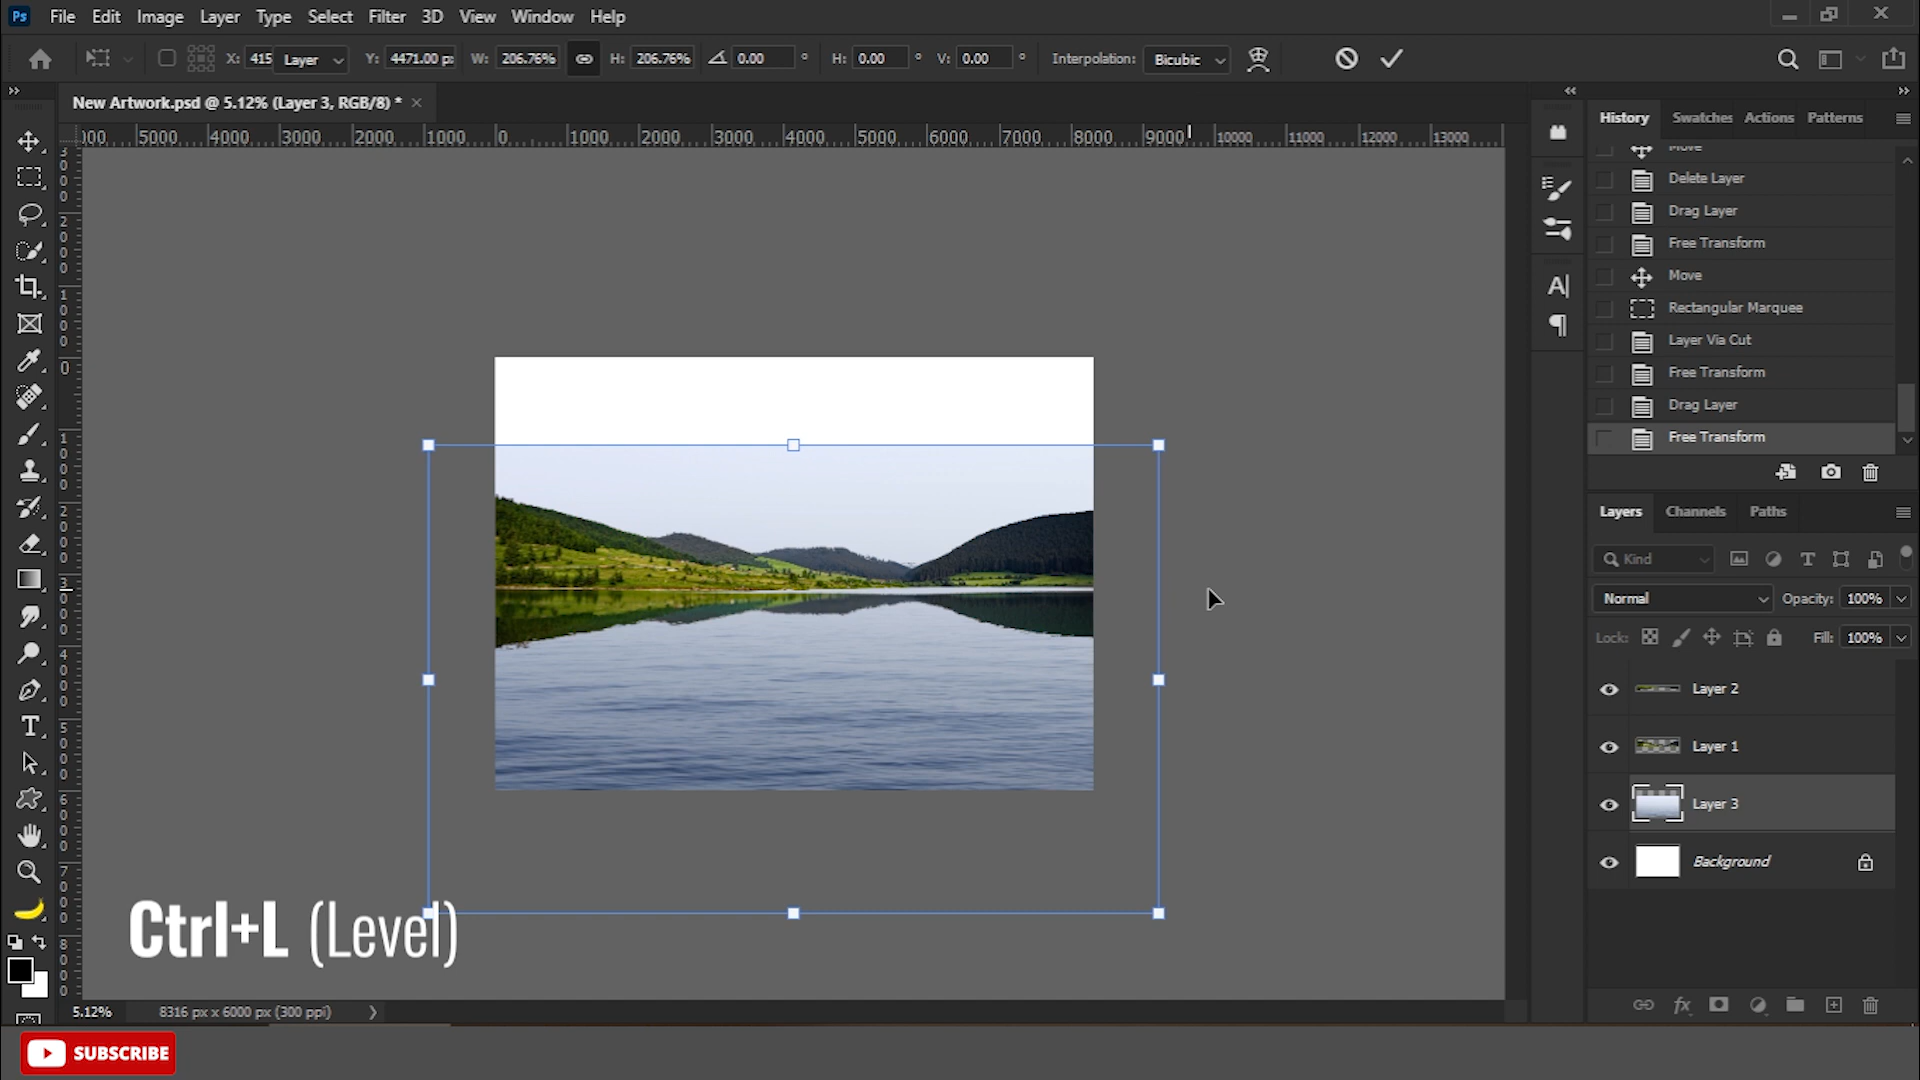 Ps File Edit Image Layer Type Select Filter 3D View Window Help
X: 415 Layer Y: 4471.00 px W: 206.76% H: 206.76% 0.00 ° H: 0.00 ° V: 0.00 ° Interpolation: Bicubic
New Artwork.psd @ 5.12% (Layer 3, RGB/8) * ×
5000 4000 3000 2000 1000 0 1000 2000 3000 4000 5000 6000 7000 8000 9000 10000 11000 12000 13000
History Swatches Actions Patterns
Move
Delete Layer
Drag Layer
Free Transform
Move
Rectangular Marquee
Layer Via Cut
Free Transform
Drag Layer
Free Transform
Layers Channels Paths
Kind
Normal Opacity: 100%
Lock: Fill: 100%
Layer 2
Layer 1
Layer 3
Background
Ctrl+L (Level)
5.12% 8316 px x 6000 px (300 ppi)
SUBSCRIBE